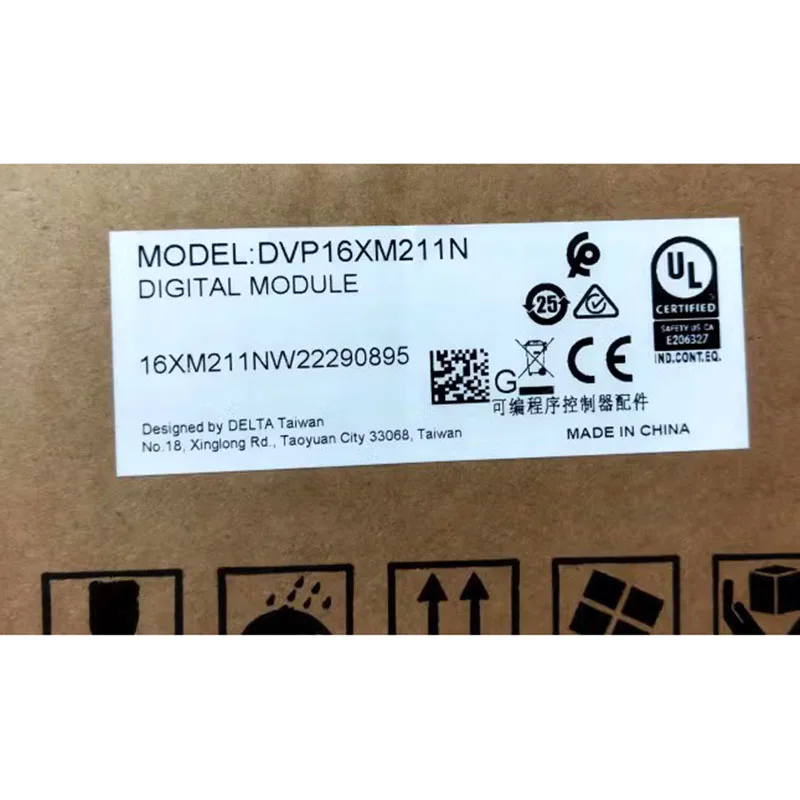 MODEL:DVP16XM211N
DIGITAL MODULE
16XM211NW22290895
Designed by DELTA Taiwan
No.18, Xinglong Rd., Taoyuan City 33068, Taiwan
25
G
CE
可编程序控制器配件
MADE IN CHINA
UL
CERTIFIED
SAFETY US CA
E206327
IND.CONT.EQ.